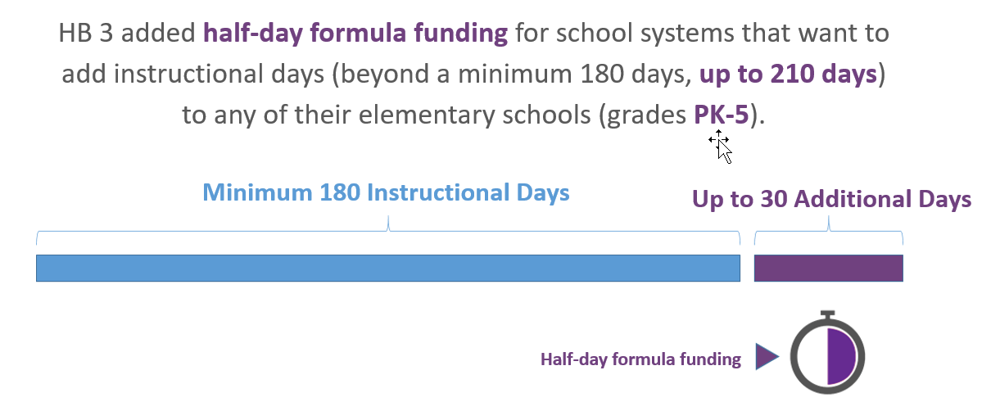 HB 3 added half-day formula funding for school systems that want to
add instructional days (beyond a minimum 180 days, up to 210 days)
to any of their elementary schools (grades PK-5).
Minimum 180 Instructional Days
Up to 30 Additional Days
Half-day formula funding